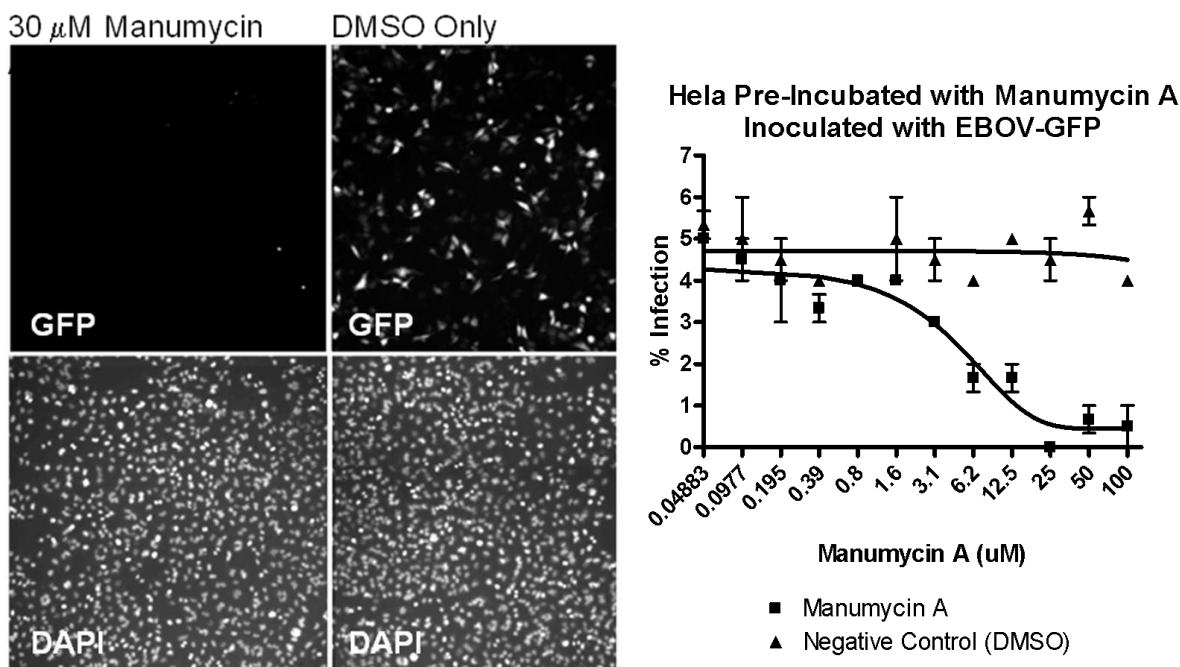 30 μM Manumycin
DMSO Only
GFP
GFP
DAPI
DAPI
Hela Pre-Incubated with Manumycin A
Inoculated with EBOV-GFP
7
6
5
4
3
2
1
0
% Infection
0.04883
0.0977
0.195
0.39
0.8
1.6
3.1
6.2
12.5
25
50
100
Manumycin A (uM)
Manumycin A
Negative Control (DMSO)